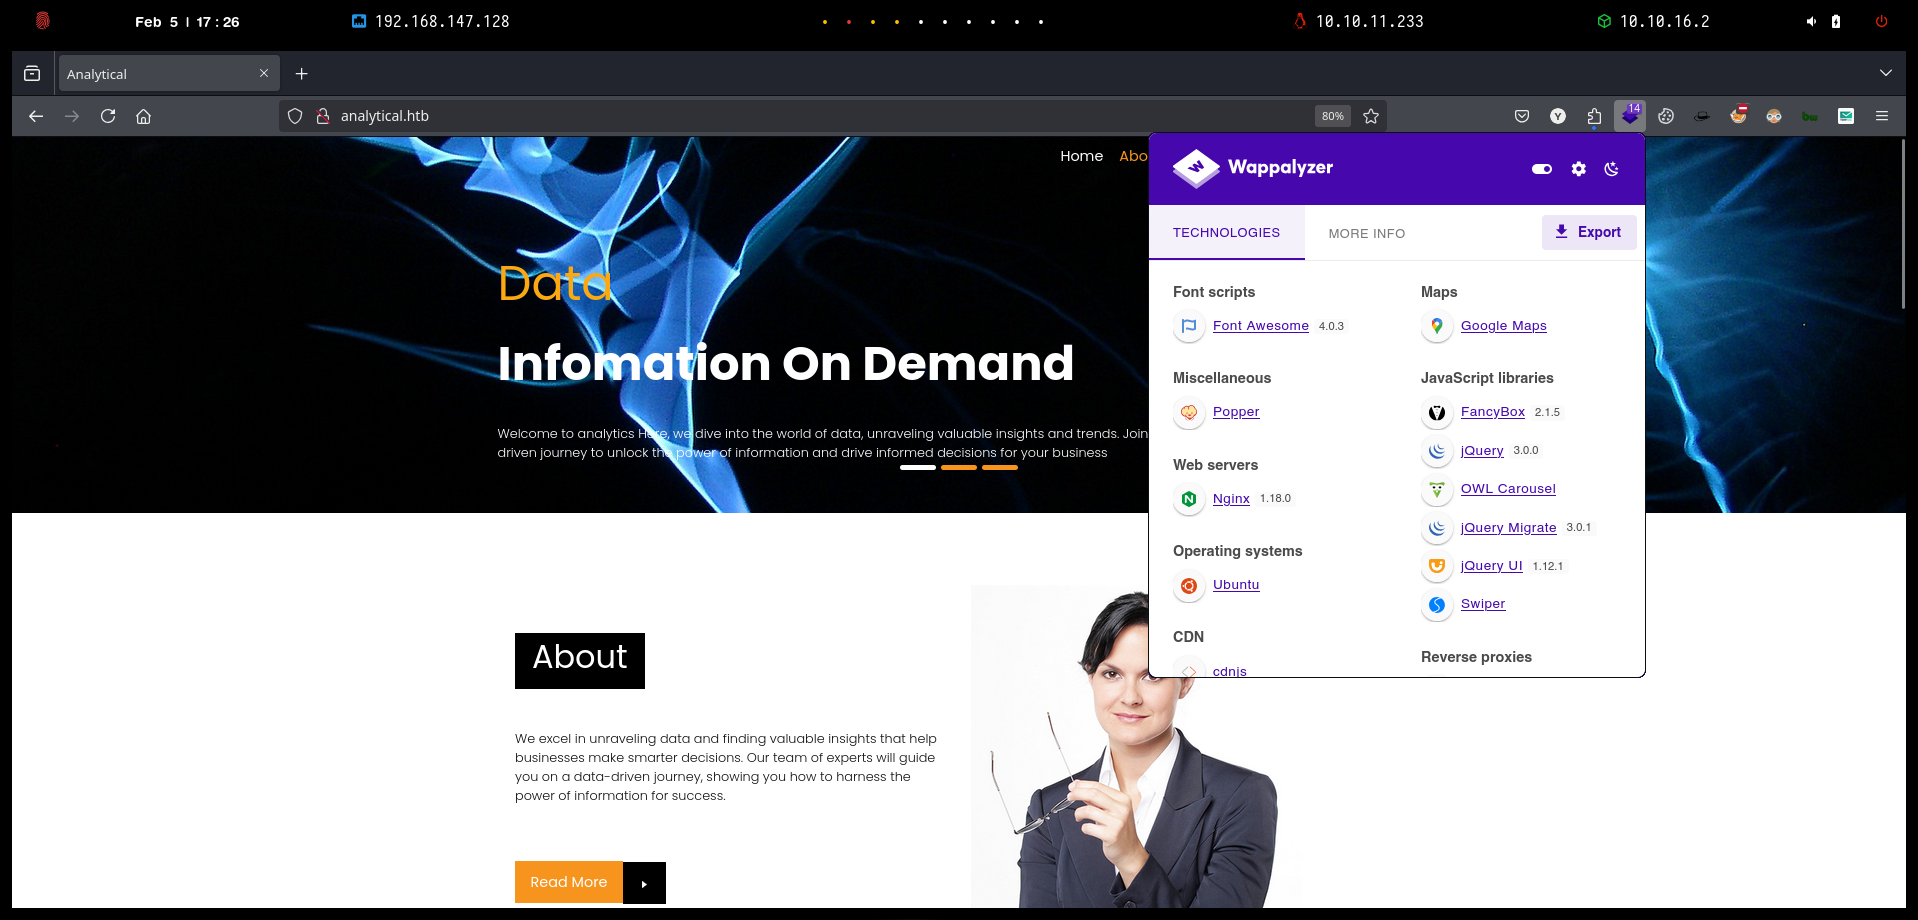 Feb 5 | 17:26
192.168.147.128
10.10.11.233
10.10.16.2
Analytical
analytical.htb
80%
Y
14
bw
Home Abo
Data
Infomation On Demand
Welcome to analytics Here, we dive into the world of data, unraveling valuable insights and trends. Join
driven journey to unlock the power of information and drive informed decisions for your business
Wappalyzer
TECHNOLOGIES
MORE INFO
Export
Font scripts
Font Awesome 4.0.3
Miscellaneous
Popper
Web servers
Nginx 1.18.0
Operating systems
Ubuntu
CDN
cdnjs
Maps
Google Maps
JavaScript libraries
FancyBox 2.1.5
jQuery 3.0.0
OWL Carousel
jQuery Migrate 3.0.1
jQuery UI 1.12.1
Swiper
Reverse proxies
About
We excel in unraveling data and finding valuable insights that help
businesses make smarter decisions. Our team of experts will guide
you on a data-driven journey, showing you how to harness the
power of information for success.
Read More